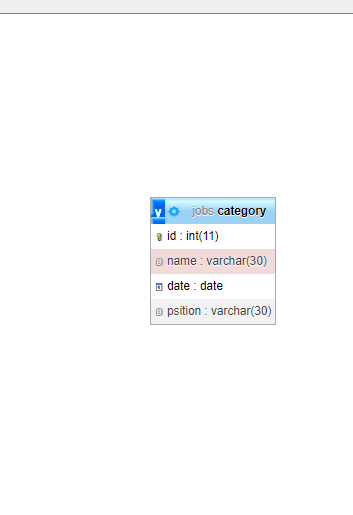 v jobs category
id : int(11)
name : varchar(30)
date : date
psition : varchar(30)